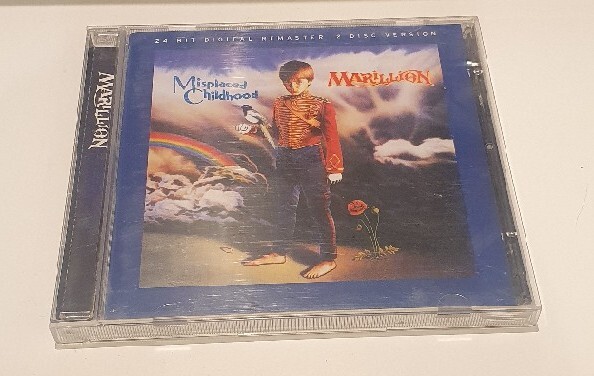 24 BIT DIGITAL REMASTER 2 DISC VERSION
Misplaced
Childhood
MARILLION
MARILLION